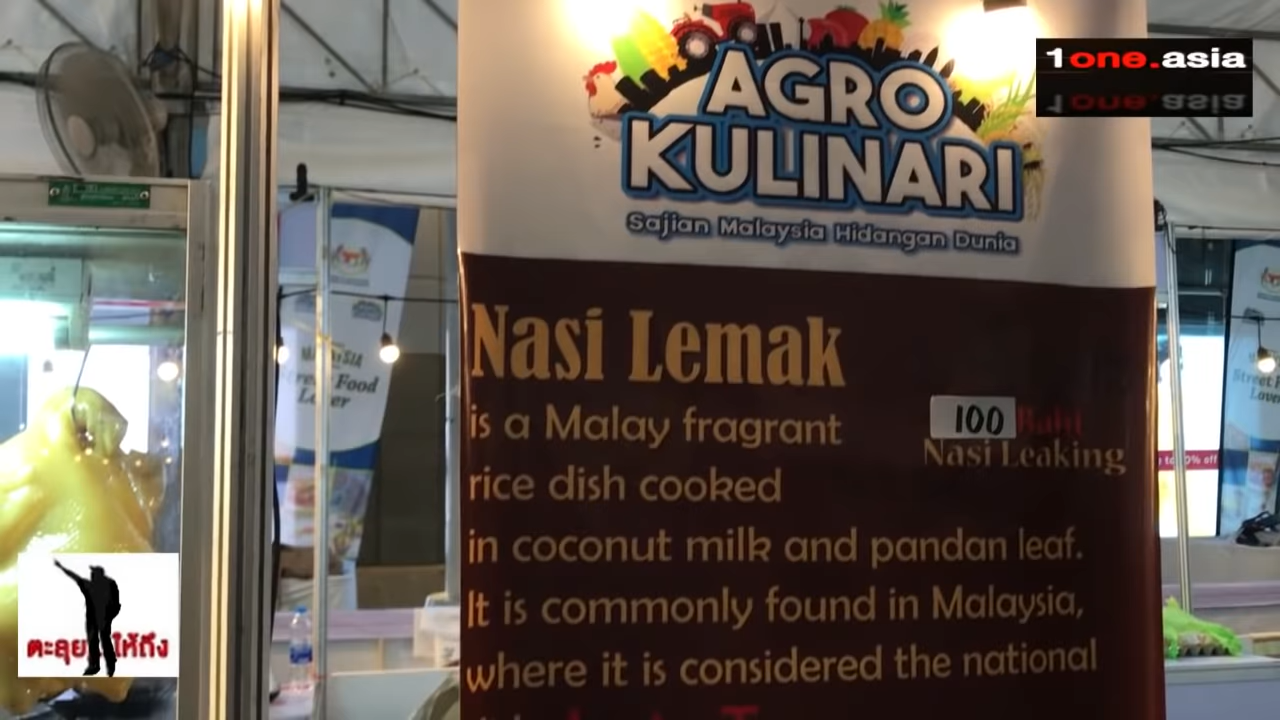 1one.asia
AGRO
KULINARI
Sajian Malaysia Hidangan Dunia
Nasi Lemak
is a Malay fragrant
rice dish cooked
in coconut milk and pandan leaf.
It is commonly found in Malaysia,
where it is considered the national
100 Baht
Nasi Leaking
Street Food
Lover
ตะลุย ให้ถึง